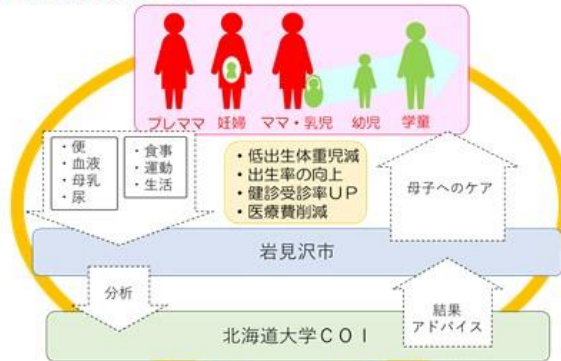 プレママ 妊婦 ママ・乳児 幼児 学童
・便
・血液
・母乳
・尿
・食事
・運動
・生活
・低出生体重児減
・出生率の向上
・健診受診率UP
・医療費削減
母子へのケア
岩見沢市
分析
結果
アドバイス
北海道大学COI